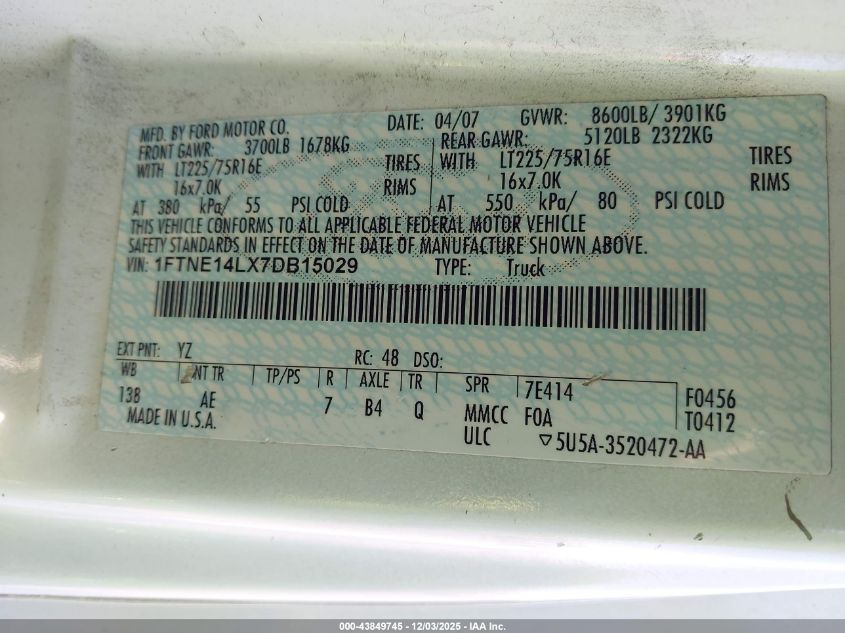 MFD. BY FORD MOTOR CO. DATE: 04/07 GVWR: 8600LB/ 3901KG
FRONT GAWR: 3700LB 1678KG REAR GAWR: 5120LB 2322KG
WITH LT225/75R16E TIRES WITH LT225/75R16E TIRES
16x7.0K RIMS 16x7.0K RIMS
AT 380 kPa/ 55 PSI COLD AT 550 kPa/ 80 PSI COLD
THIS VEHICLE CONFORMS TO ALL APPLICABLE FEDERAL MOTOR VEHICLE
SAFETY STANDARDS IN EFFECT ON THE DATE OF MANUFACTURE SHOWN ABOVE.
VIN: 1FTNE14LX7DB15029 TYPE: Truck
EXT PNT: YZ RC: 48 DSO:
WB NT TR TP/PS R AXLE TR SPR 7E414 F0456
138 AE 7 B4 Q MMCC F0A T0412
MADE IN U.S.A. ULC ▽5U5A-3520472-AA
000-43849745 - 12/03/2025 - IAA Inc.